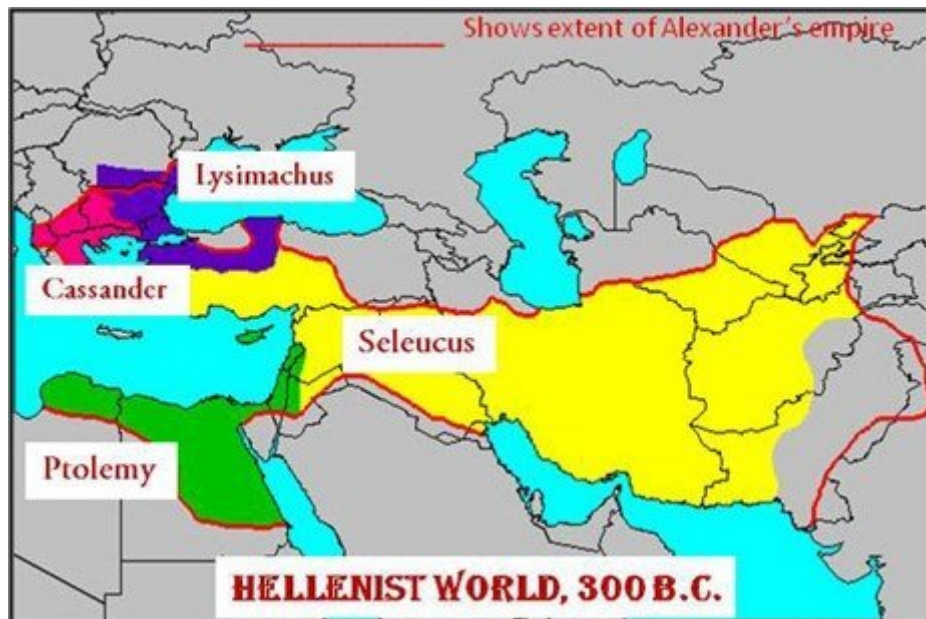 Shows extent of Alexander's empire
Lysimachus
Cassander
Seleucus
Ptolemy
HELLENIST WORLD, 300 B.C.